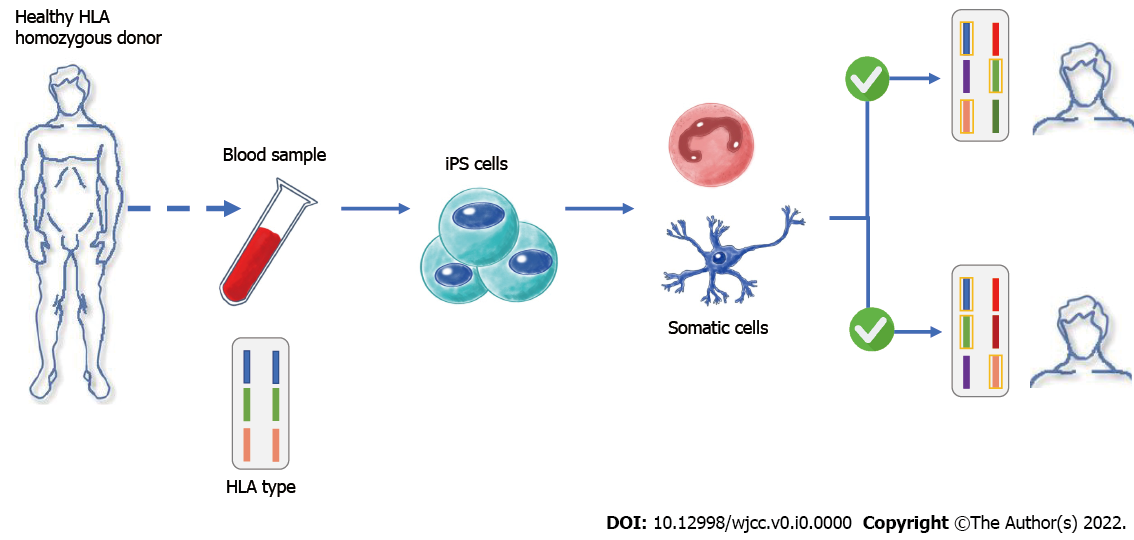 Healthy HLA
homozygous donor
Blood sample
iPS cells
Somatic cells
HLA type
DOI: 10.12998/wjcc.v0.i0.0000 Copyright ©The Author(s) 2022.